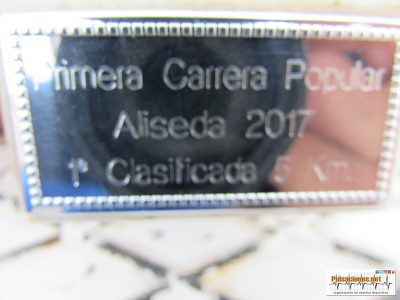 Primera Carrera Popular
Aliseda 2017
1ª Clasificada 5 Km.
Pulsaciones.net